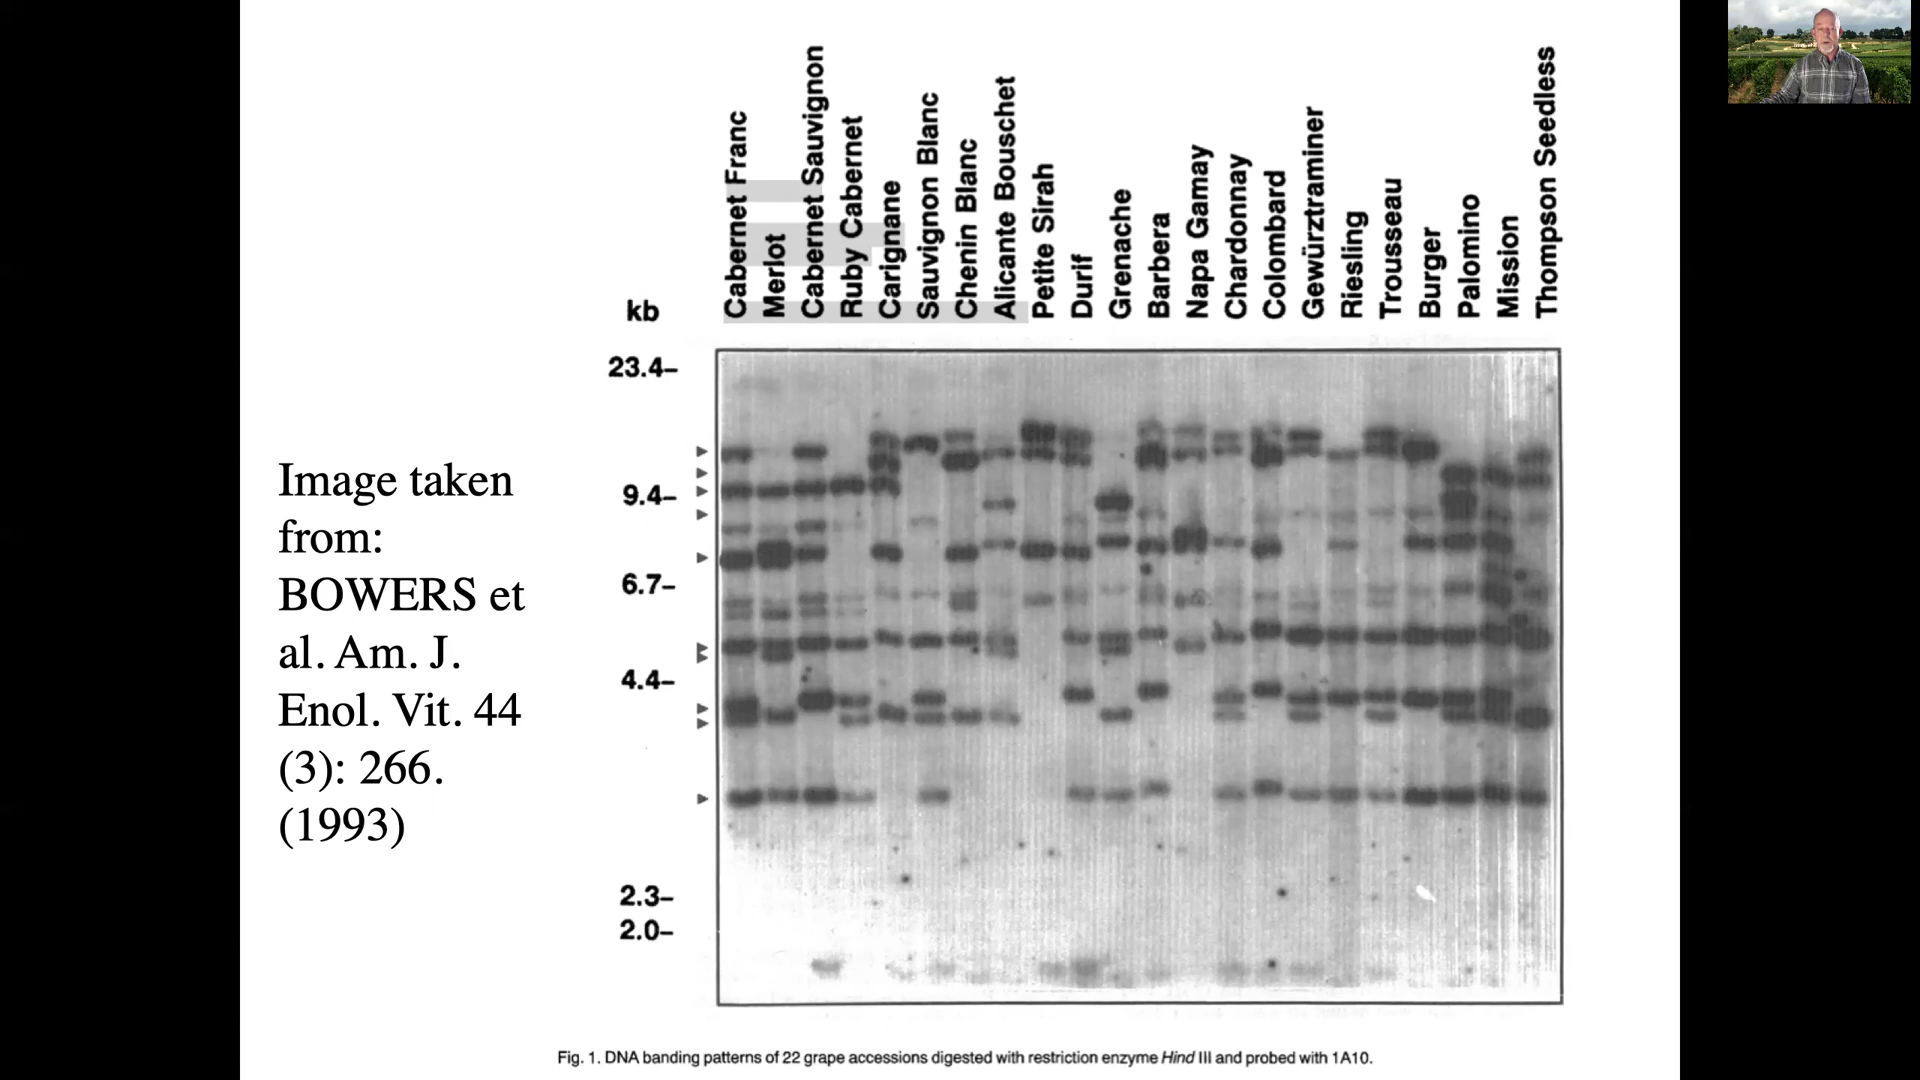 Cabernet Franc
Merlot
Cabernet Sauvignon
Ruby Cabernet
Carignane
Sauvignon Blanc
Chenin Blanc
Alicante Bouschet
Petite Sirah
Durif
Grenache
Barbera
Napa Gamay
Chardonnay
Colombard
Gewürztraminer
Riesling
Trousseau
Burger
Palomino
Mission
Thompson Seedless
kb
23.4–
9.4–
6.7–
4.4–
2.3–
2.0–
Image taken
from:
BOWERS et
al. Am. J.
Enol. Vit. 44
(3): 266.
(1993)
Fig. 1. DNA banding patterns of 22 grape accessions digested with restriction enzyme Hind III and probed with 1A10.